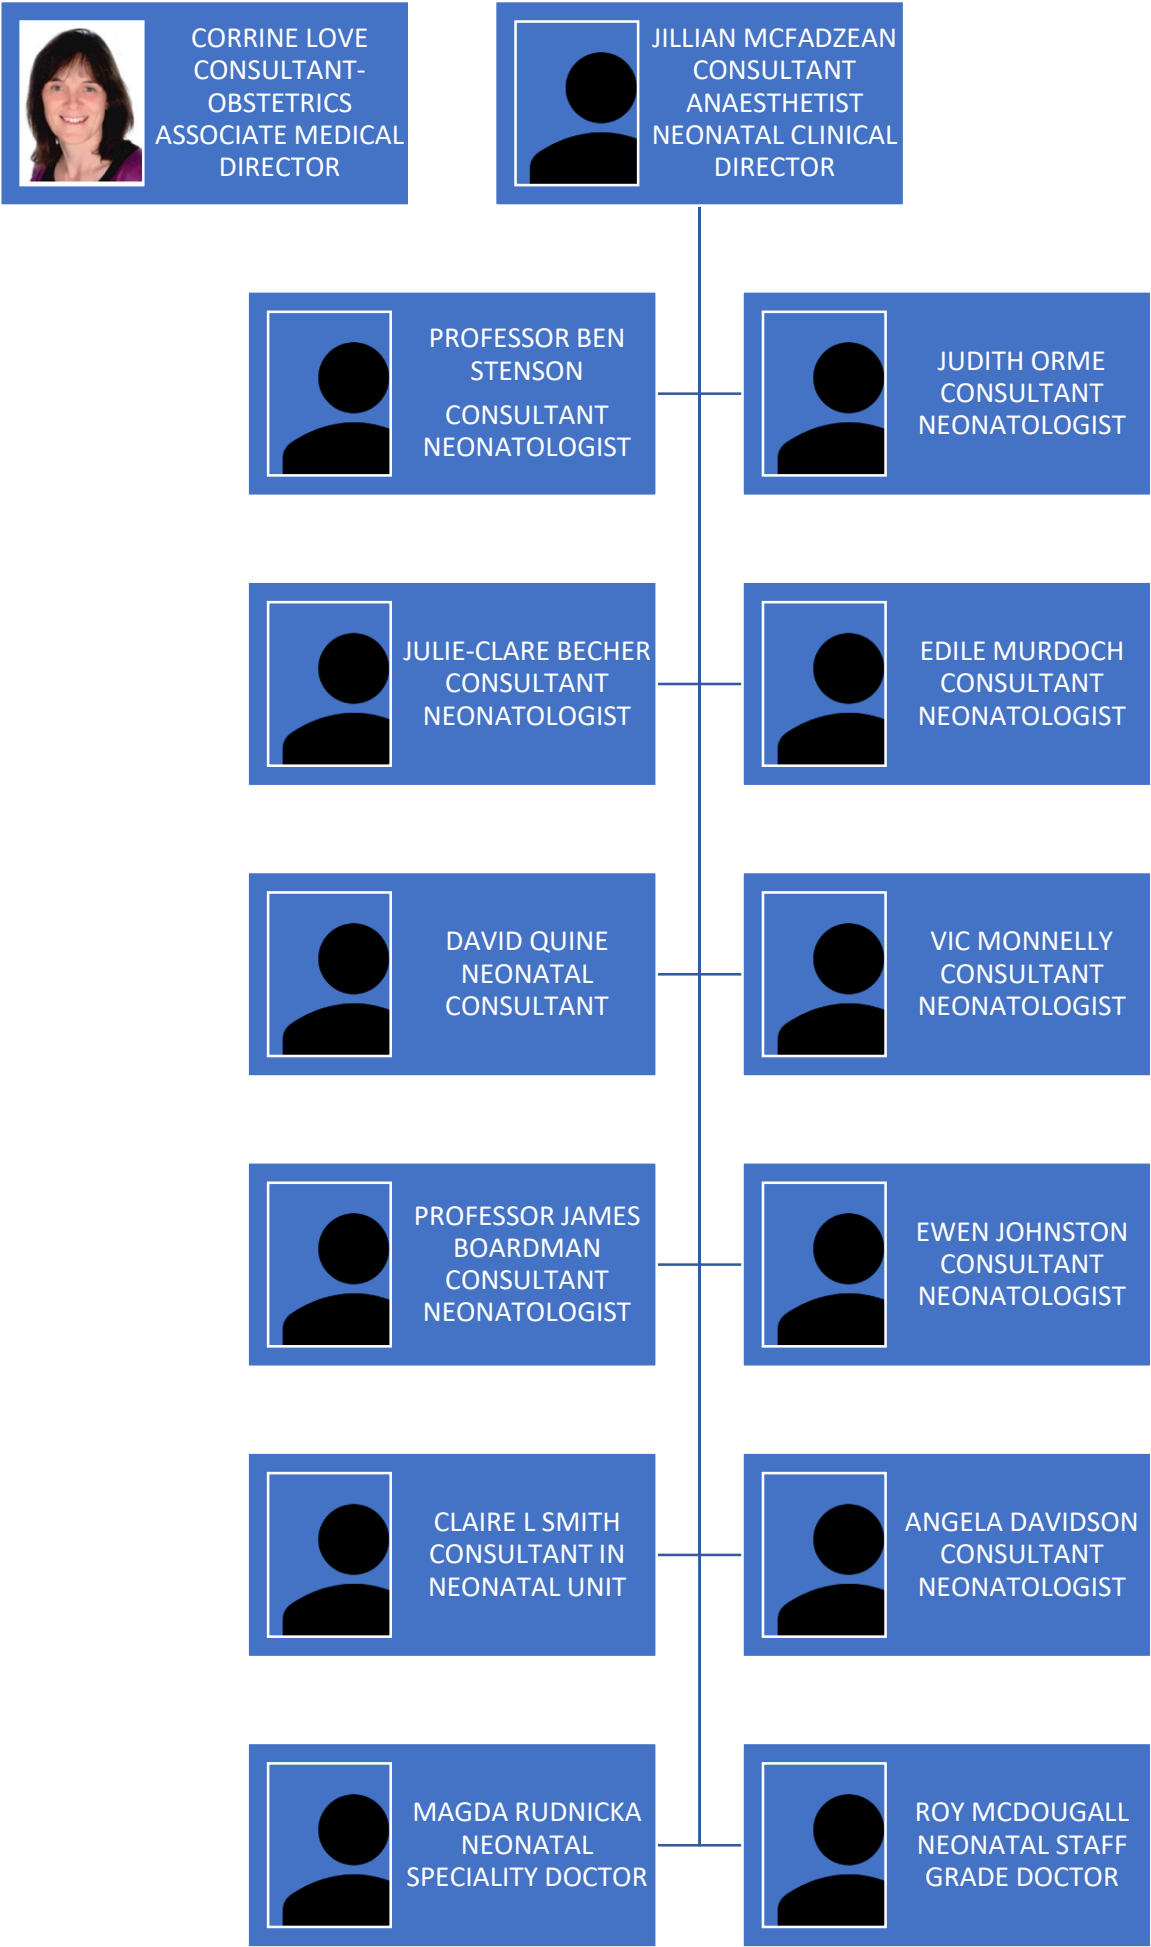 CORRINE LOVE
CONSULTANT-
OBSTETRICS
ASSOCIATE MEDICAL
DIRECTOR
JILLIAN MCFADZEAN
CONSULTANT
ANAESTHETIST
NEONATAL CLINICAL
DIRECTOR
PROFESSOR BEN
STENSON
CONSULTANT
NEONATOLOGIST
JUDITH ORME
CONSULTANT
NEONATOLOGIST
JULIE-CLARE BECHER
CONSULTANT
NEONATOLOGIST
EDILE MURDOCH
CONSULTANT
NEONATOLOGIST
DAVID QUINE
NEONATAL
CONSULTANT
VIC MONNELLY
CONSULTANT
NEONATOLOGIST
PROFESSOR JAMES
BOARDMAN
CONSULTANT
NEONATOLOGIST
EWEN JOHNSTON
CONSULTANT
NEONATOLOGIST
CLAIRE L SMITH
CONSULTANT IN
NEONATAL UNIT
ANGELA DAVIDSON
CONSULTANT
NEONATOLOGIST
MAGDA RUDNICKA
NEONATAL
SPECIALITY DOCTOR
ROY MCDOUGALL
NEONATAL STAFF
GRADE DOCTOR